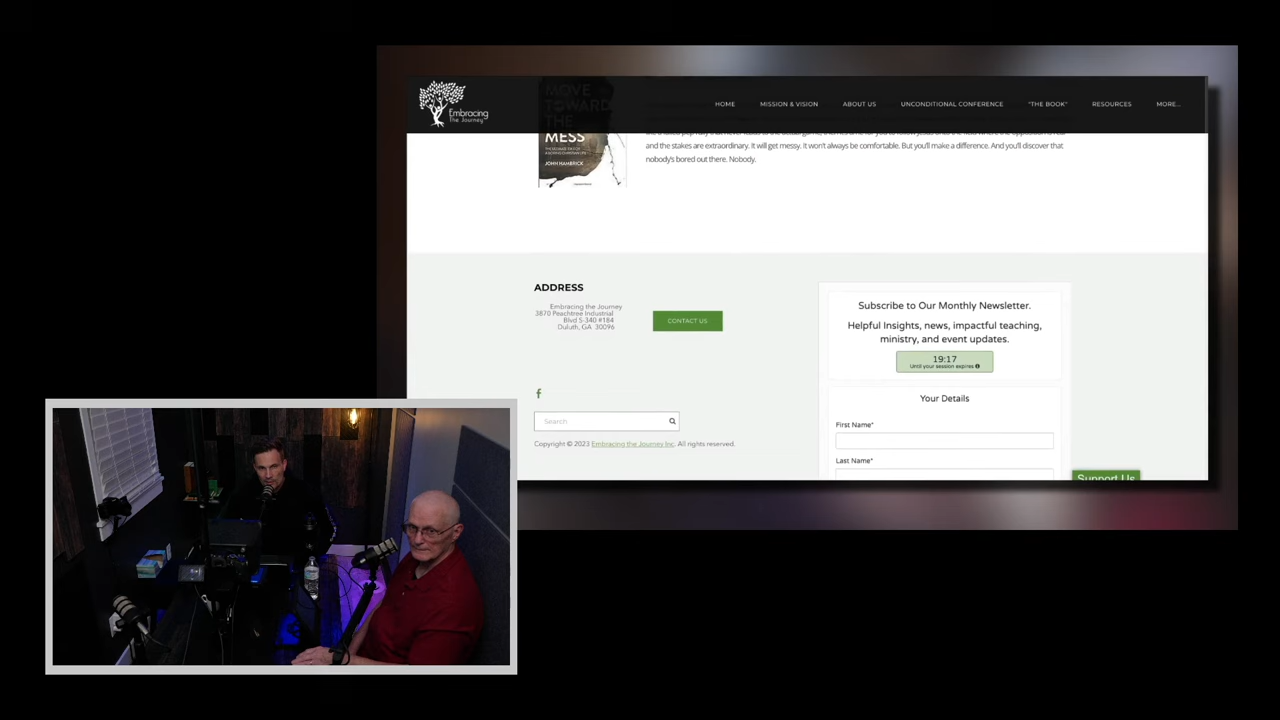 Embracing
The Journey
HOME
MISSION & VISION
ABOUT US
UNCONDITIONAL CONFERENCE
"THE BOOK"
RESOURCES
MORE...
MOVE
TOWARD
THE
MESS
JOHN HAMBRICK
and the stakes are extraordinary. It will get messy. It won't always be comfortable. But you'll make a difference. And you'll discover that
nobody's bored out there. Nobody.
ADDRESS
Embracing the Journey
3870 Peachtree Industrial
Blvd S-340 #184
Duluth, GA 30096
CONTACT US
f
Search
Copyright © 2023 Embracing the Journey Inc. All rights reserved.
Subscribe to Our Monthly Newsletter.
Helpful Insights, news, impactful teaching,
ministry, and event updates.
19:17
Until your session expires
Your Details
First Name*
Last Name*
Support Us